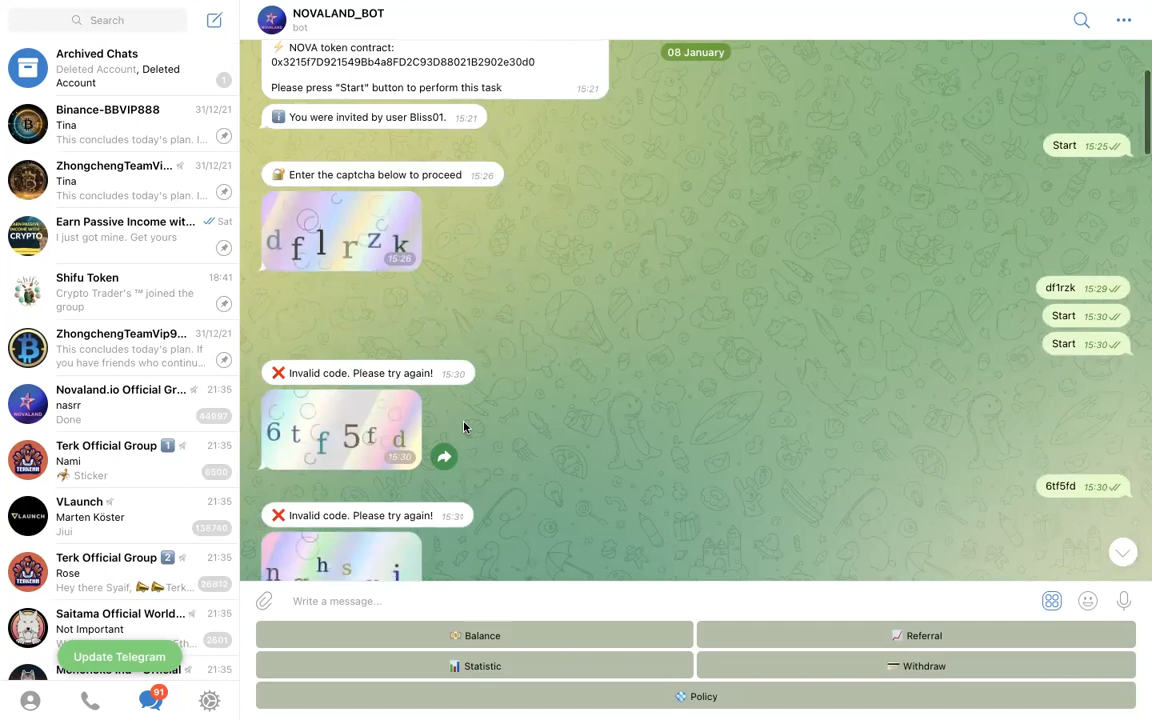 Search
Archived Chats
Deleted Account, Deleted
Account
1
Binance-BBVIP888
31/12/21
Tina
This concludes today's plan. I...
ZhongchengTeamVi...
31/12/21
Tina
This concludes today's plan. I...
Earn Passive Income wit...
Sat
I just got mine. Get yours
EARN PASSIVE
INCOME WITH
CRYPTO
Shifu Token
18:41
Crypto Trader's ™ joined the
group
ZhongchengTeamVip9...
31/12/21
This concludes today's plan. If
you have friends who continu...
Novaland.io Official Gr...
21:35
nasrr
Done
44997
NOVALAND
Terk Official Group 1
21:35
Nami
Sticker
6500
VLaunch
21:35
Marten Köster
Jiui
138740
VLAUNCH
Terk Official Group 2
21:35
Rose
Hey there Syaif, Terk...
26812
Saitama Official World...
21:35
Not Important
2601
21:35
Update Telegram
91
NOVALAND_BOT
bot
08 January
⚡ NOVA token contract:
0x3215f7D921549Bb4a8FD2C93D88021B2902e30d0
Please press "Start" button to perform this task
15:21
You were invited by user Bliss01.
15:21
Start 15:25
Enter the captcha below to proceed
15:26
d f l r z k
15:26
df1rzk 15:29
Start 15:30
Start 15:30
❌ Invalid code. Please try again!
15:30
6 t f 5 f d
15:30
6tf5fd 15:30
❌ Invalid code. Please try again!
15:31
Write a message...
Balance
Referral
Statistic
Withdraw
Policy